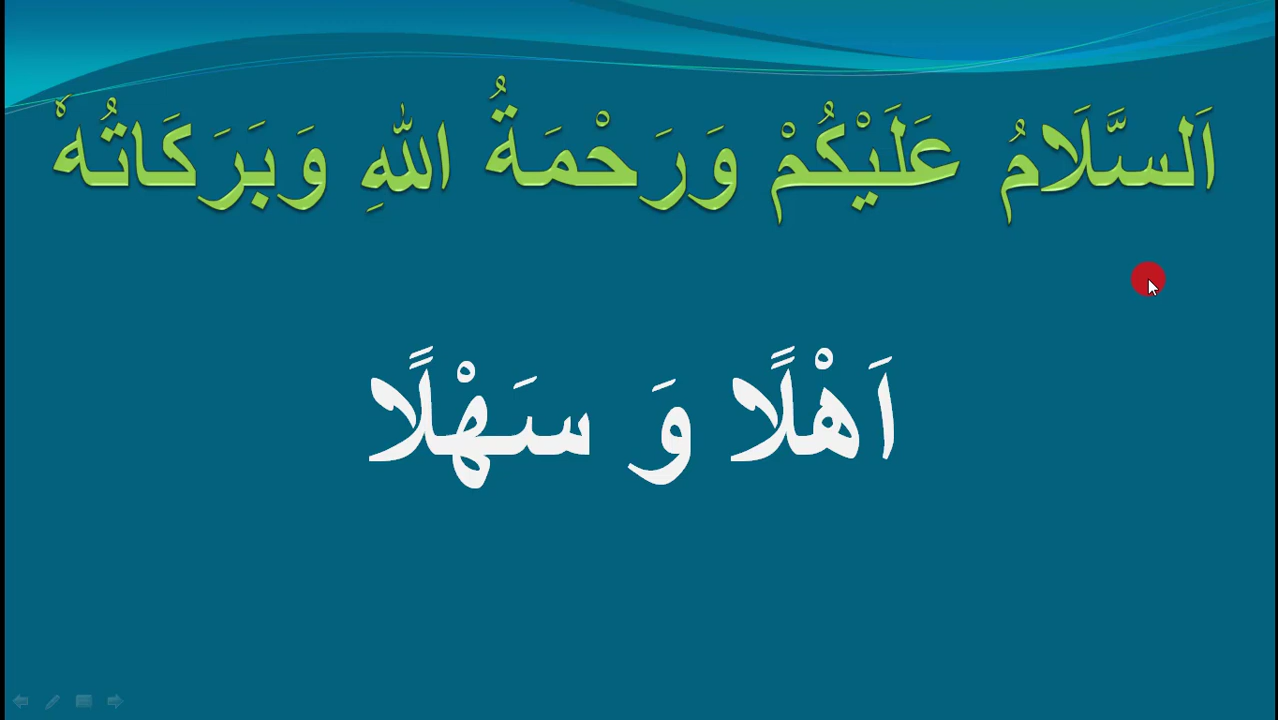 اَلسَّلَامُ عَلَيْكُمْ وَرَحْمَةُ اللهِ وَبَرَكَاتُهٗ
اَهْلًا وَ سَهْلًا